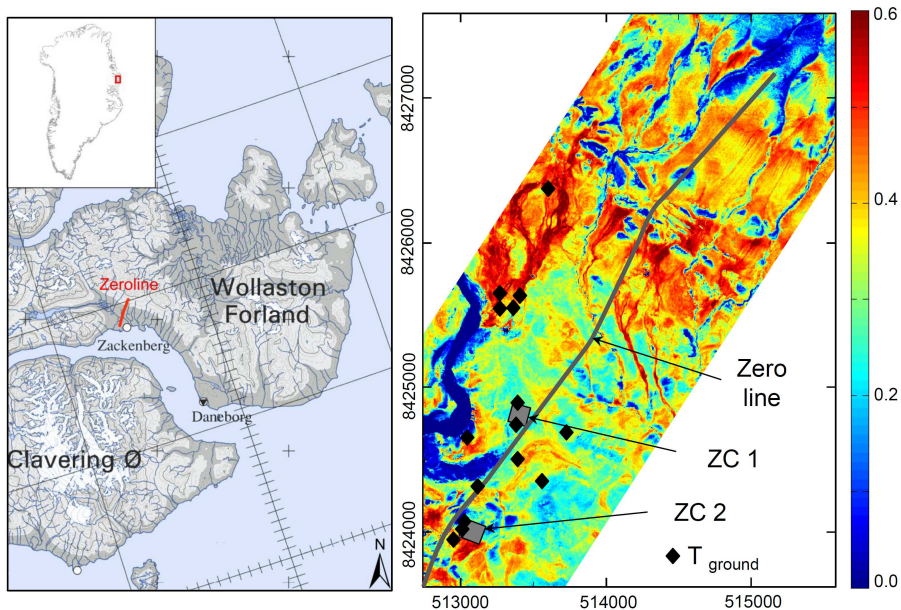 Zeroline
Wollaston
Forland
Zackenberg
Daneborg
Clavering Ø
N
8427000
8426000
8425000
8424000
513000
514000
515000
Zero
line
ZC 1
ZC 2
T ground
0.6
0.4
0.2
0.0